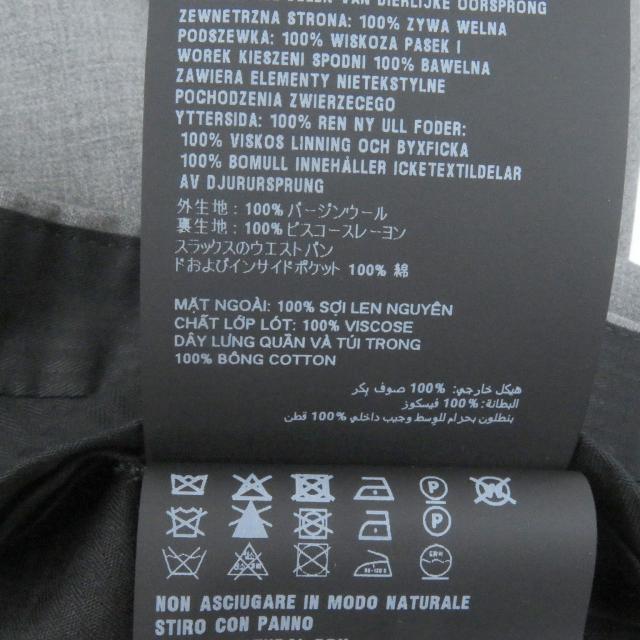 VAN DIERLIJKE OORSPRONG
ZEWNETRZNA STRONA: 100% ZYWA WELNA
PODSZEWKA: 100% WISKOZA PASEK I
WOREK KIESZENI SPODNI 100% BAWELNA
ZAWIERA ELEMENTY NIETEKSTYLNE
POCHODZENIA ZWIERZECEGO
YTTERSIDA: 100% REN NY ULL FODER:
100% VISKOS LINNING OCH BYXFICKA
100% BOMULL INNEHÅLLER ICKETEXTILDELAR
AV DJURURSPRUNG
外生地：100% バージンウール
裏生地：100% ビスコースレーヨン
スラックスのウエストバン
ドおよびインサイドポケット 100% 綿
MẶT NGOÀI: 100% SỢI LEN NGUYÊN
CHẤT LỚP LÓT: 100% VISCOSE
DÂY LƯNG QUẦN VÀ TÚI TRONG
100% BÔNG COTTON
هيكل خارجي: %100 صوف بكر
البطانة: %100 فيسكوز
بنطلون بحزام للوسط وجيب داخلي %100 قطن
NON ASCIUGARE IN MODO NATURALE
STIRO CON PANNO